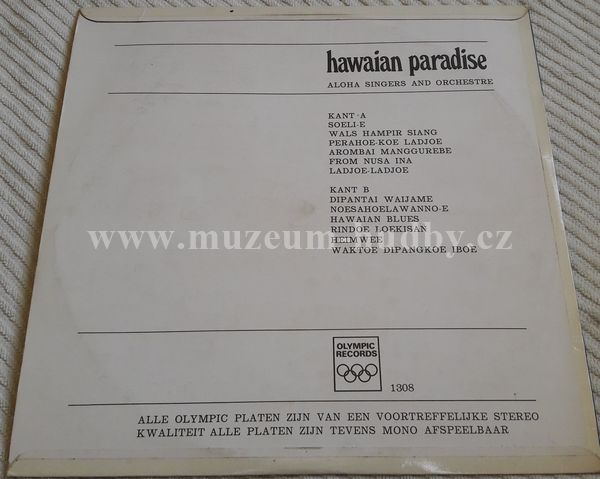 hawaian paradise
ALOHA SINGERS AND ORCHESTRE
KANT A
SOELI-E
WALS HAMPIR SIANG
PERAHOE-KOE LADJOE
AROMBAI MANGGUREBE
FROM NUSA INA
LADJOE-LADJOE
KANT B
DIPANTAI WAIJAME
NOESAHOELAWANNO-E
HAWAIAN BLUES
RINDOE LOEKISAN
HEIMWEE
WAKTOE DIPANGKOE IBOE
www.muzeumhudby.cz
OLYMPIC
RECORDS
1308
ALLE OLYMPIC PLATEN ZIJN VAN EEN VOORTREFFELIJKE STEREO
KWALITEIT ALLE PLATEN ZIJN TEVENS MONO AFSPEELBAAR